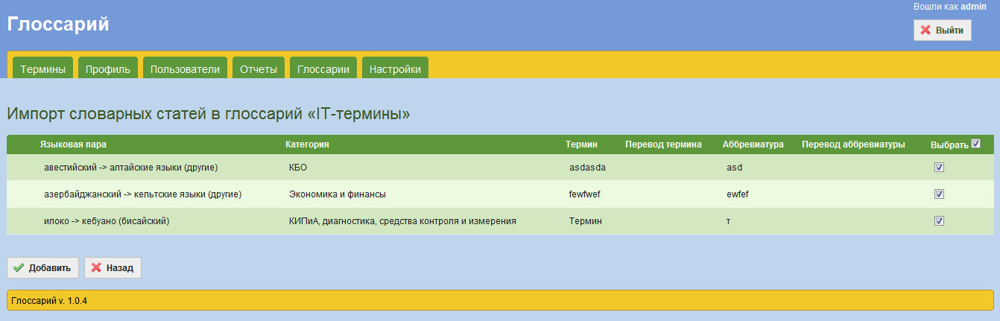 Вошли как admin
Глоссарий
Выйти
Термины Профиль Пользователи Отчеты Глоссарии Настройки
Импорт словарных статей в глоссарий «IT-термины»
Языковая пара Категория Термин Перевод термина Аббревиатура Перевод аббревиатуры Выбрать
авестийский -> алтайские языки (другие) КБО asdasda asd
азербайджанский -> кельтские языки (другие) Экономика и финансы fewfwef ewfef
илоко -> кебуано (бисайский) КИПиА, диагностика, средства контроля и измерения Термин т
Добавить Назад
Глоссарий v. 1.0.4